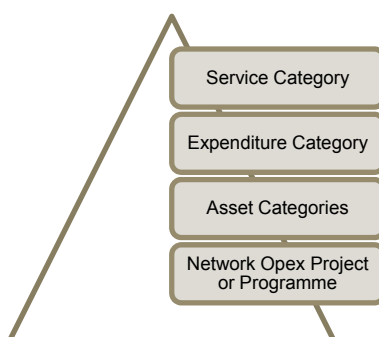 Service Category
Expenditure Category
Asset Categories
Network Opex Project
or Programme